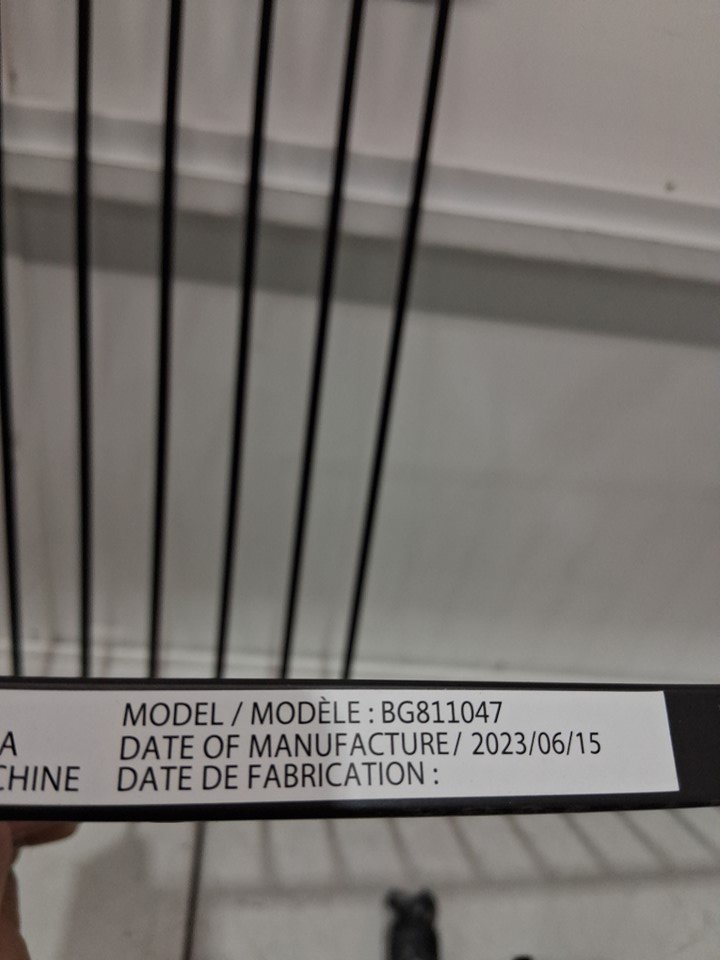 MODEL / MODÈLE : BG811047
A DATE OF MANUFACTURE / 2023/06/15
CHINE DATE DE FABRICATION :